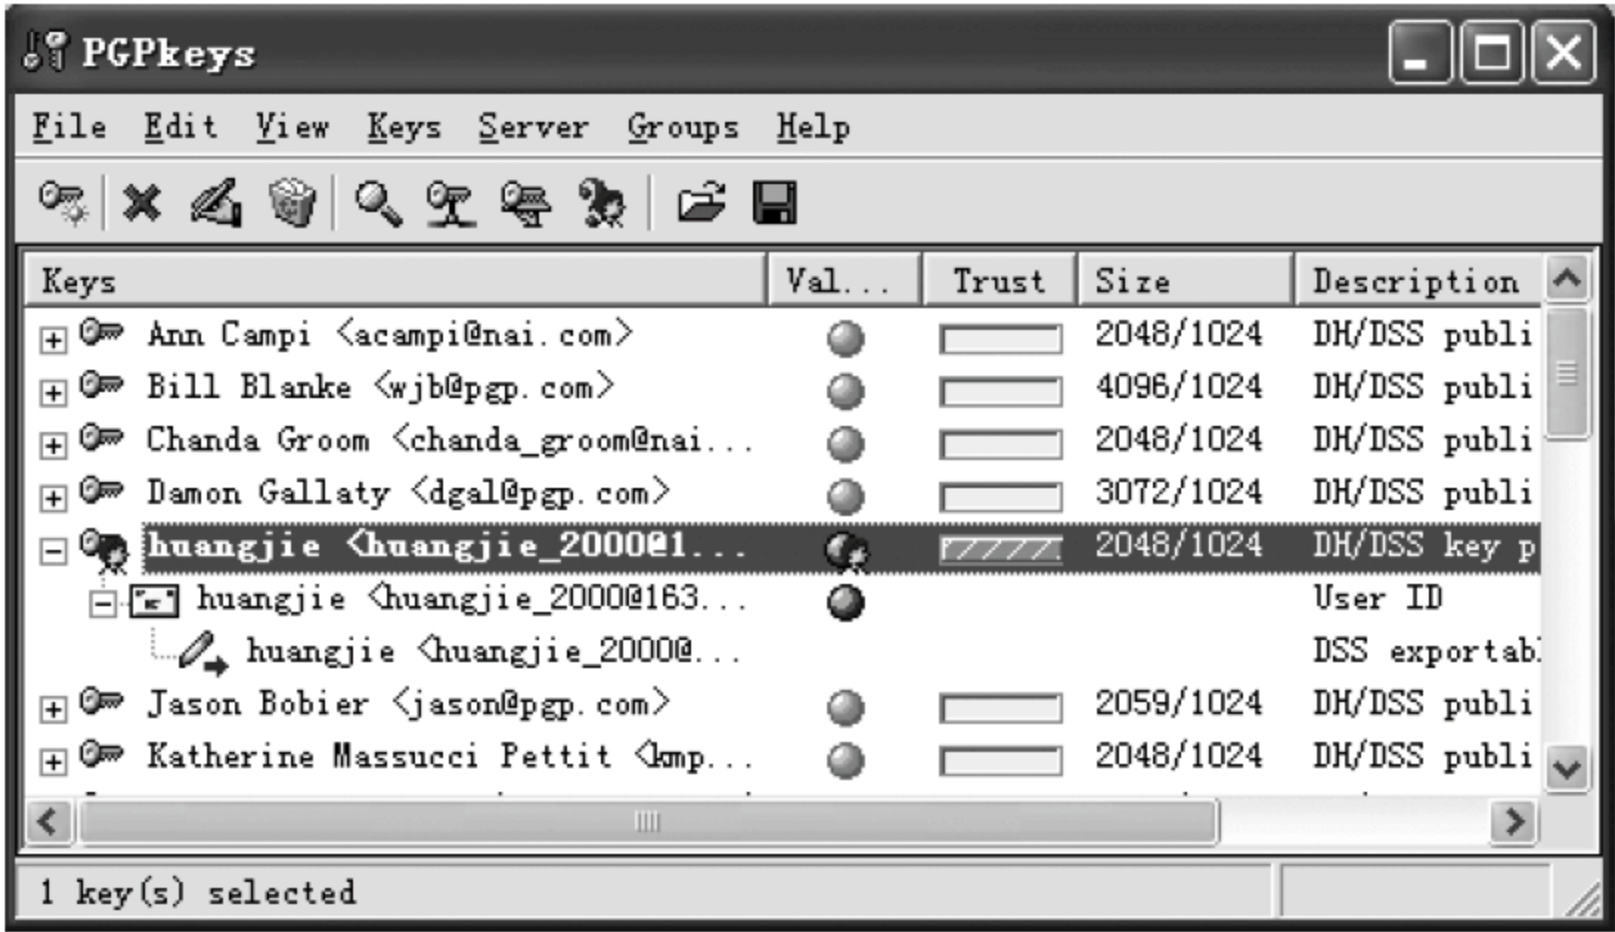 PGPkeys
File Edit View Keys Server Groups Help
Keys Val... Trust Size Description
Ann Campi <acampi@nai.com> 2048/1024 DH/DSS publi
Bill Blanke <wjb@pgp.com> 4096/1024 DH/DSS publi
Chanda Groom <chanda_groom@nai... 2048/1024 DH/DSS publi
Damon Gallaty <dgal@pgp.com> 3072/1024 DH/DSS publi
huangjie <huangjie_2000@1... 2048/1024 DH/DSS key p
huangjie <huangjie_2000@163... User ID
huangjie <huangjie_2000@... DSS exportab
Jason Bobier <jason@pgp.com> 2059/1024 DH/DSS publi
Katherine Massucci Pettit <kmp... 2048/1024 DH/DSS publi
1 key(s) selected